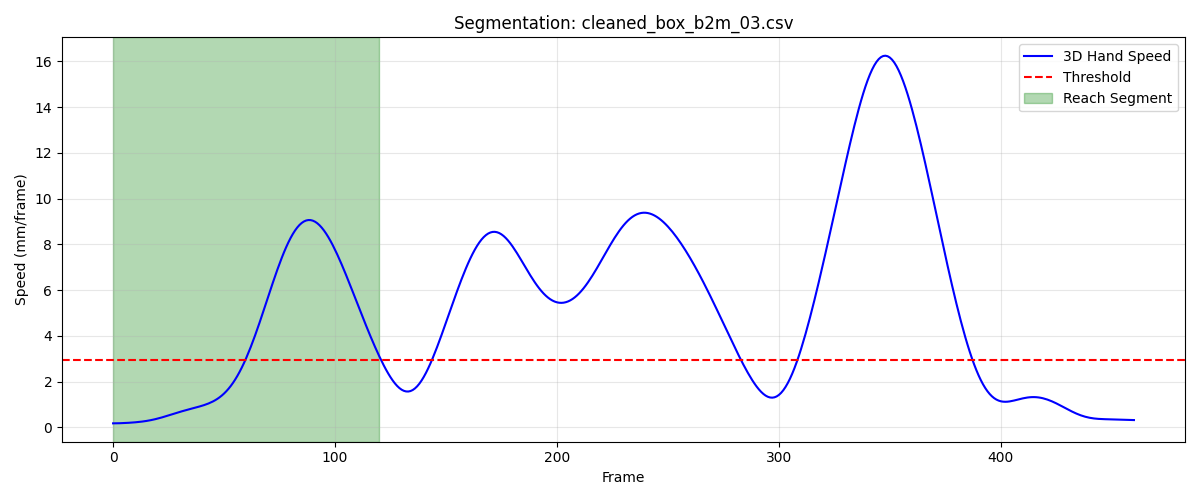 Segmentation: cleaned_box_b2m_03.csv
3D Hand Speed
Threshold
Reach Segment
Speed (mm/frame)
16
14
12
10
8
6
4
2
0
0 100 200 300 400
Frame